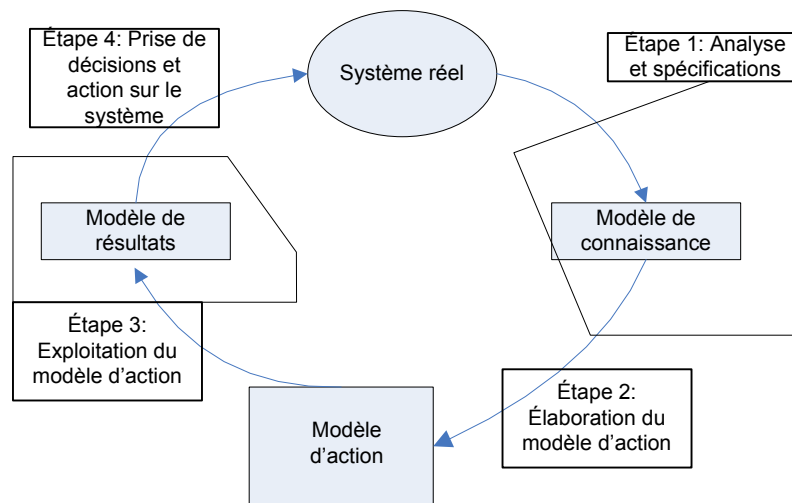 Étape 4: Prise de
décisions et
action sur le
système
Système réel
Étape 1: Analyse
et spécifications
Modèle de
résultats
Modèle de
connaissance
Étape 3:
Exploitation du
modèle d’action
Modèle
d’action
Étape 2:
Élaboration du
modèle d’action